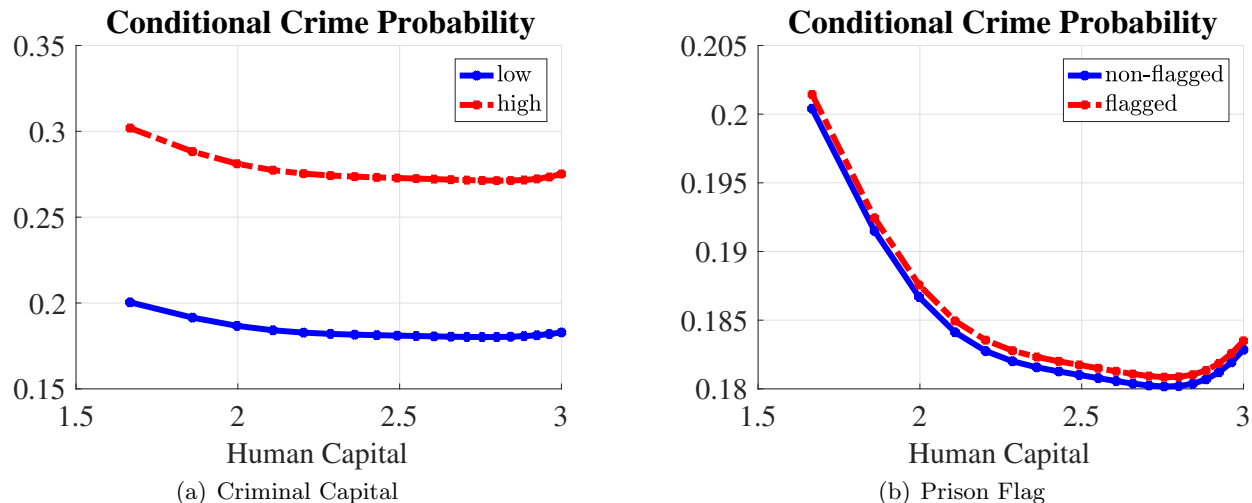 Conditional Crime Probability
0.35
0.3
0.25
0.2
0.15
1.5
2
2.5
3
low
high
Human Capital
(a) Criminal Capital
Conditional Crime Probability
0.205
0.2
0.195
0.19
0.185
0.18
1.5
2
2.5
3
non-flagged
flagged
Human Capital
(b) Prison Flag